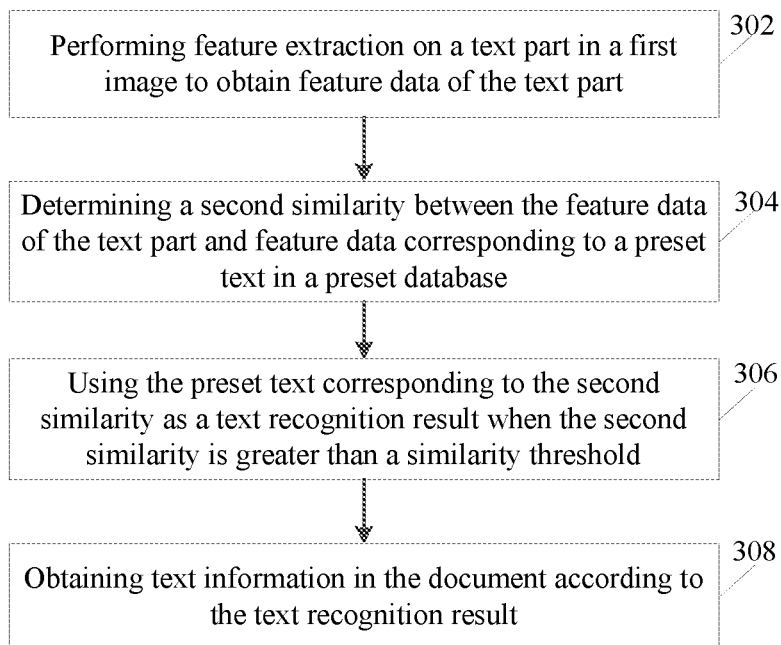 Performing feature extraction on a text part in a first
image to obtain feature data of the text part
302
Determining a second similarity between the feature data
of the text part and feature data corresponding to a preset
text in a preset database
304
Using the preset text corresponding to the second
similarity as a text recognition result when the second
similarity is greater than a similarity threshold
306
Obtaining text information in the document according to
the text recognition result
308